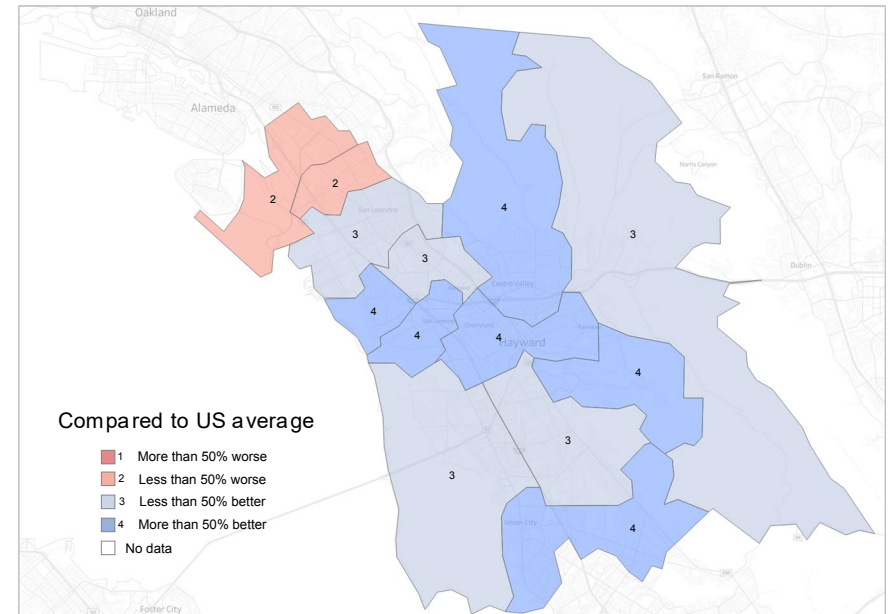 Oakland
San Ramon
Alameda
Norris Canyon
2
2
San Leandro
4
3
3
3
Dublin
Castro Valley
4
4
4
Cherryland
Hayward
Fairview
4
Compared to US average
3
1 More than 50% worse
2 Less than 50% worse
3
3 Less than 50% better
4 More than 50% better
Union City
4
No data
Foster City